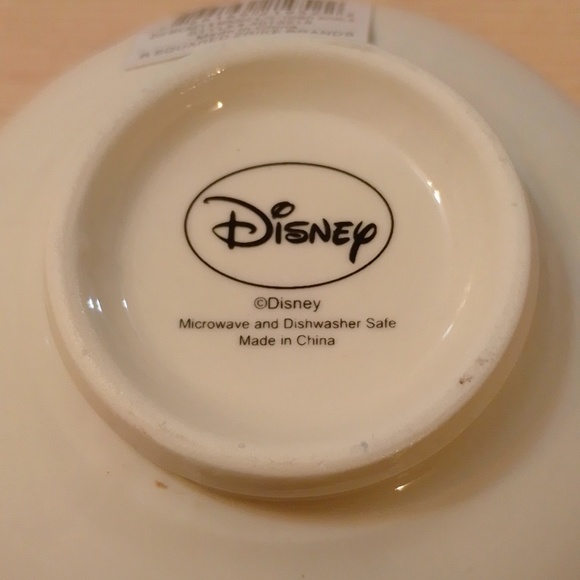 Disney
©Disney
Microwave and Dishwasher Safe
Made in China